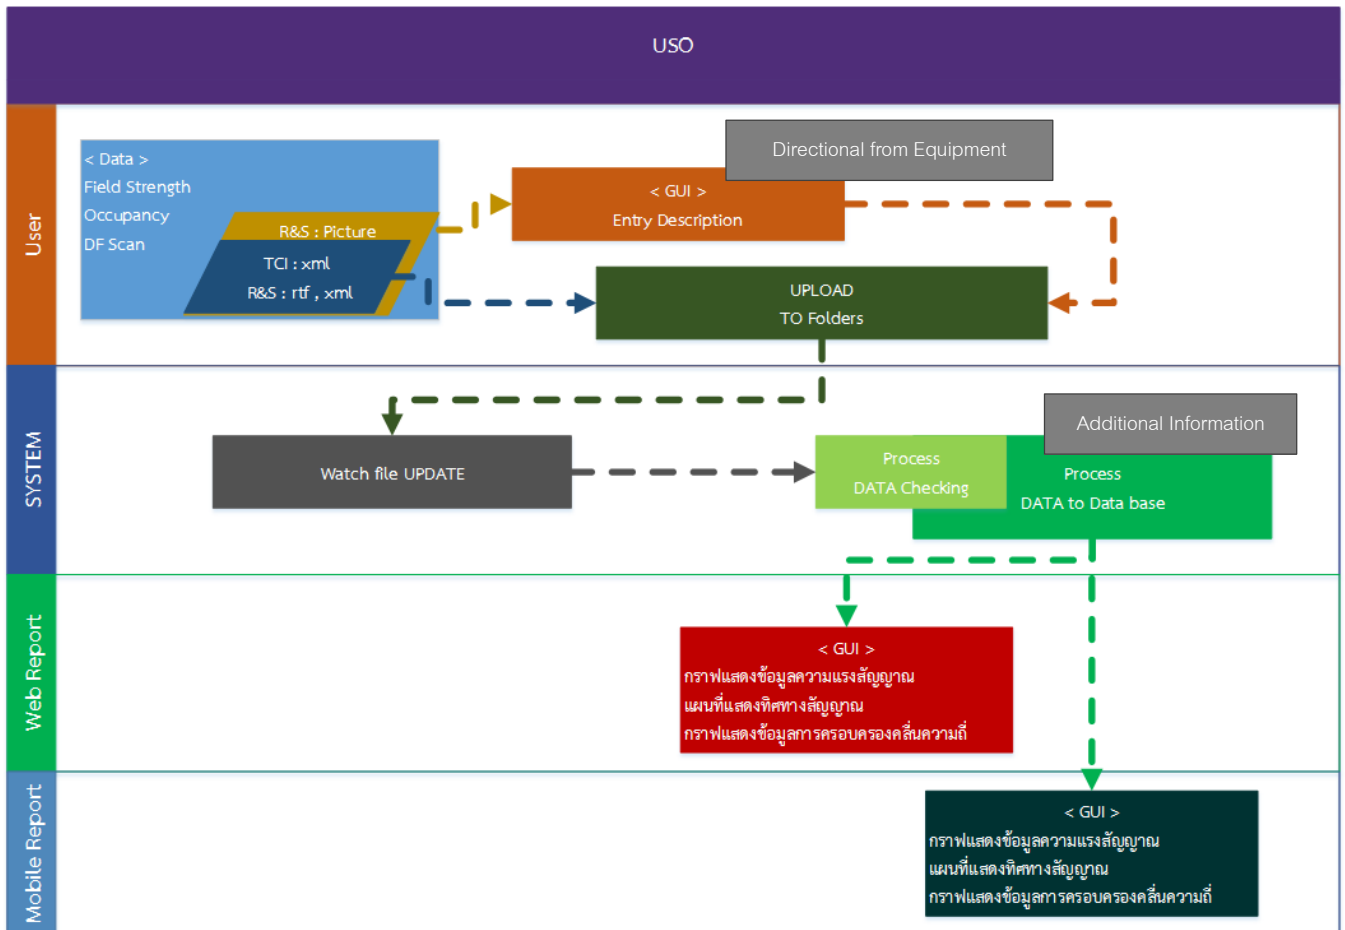 USO
User
< Data >
Field Strength
Occupancy
DF Scan
R&S : Picture
TCI : xml
R&S : rtf , xml
Directional from Equipment
< GUI >
Entry Description
UPLOAD
TO Folders
SYSTEM
Watch file UPDATE
Additional Information
Process
DATA Checking
Process
DATA to Data base
Web Report
< GUI >
กราฟแสดงข้อมูลความแรงสัญญาณ
แผนที่แสดงทิศทางสัญญาณ
กราฟแสดงข้อมูลการครอบครองคลื่นความถี่
Mobile Report
< GUI >
กราฟแสดงข้อมูลความแรงสัญญาณ
แผนที่แสดงทิศทางสัญญาณ
กราฟแสดงข้อมูลการครอบครองคลื่นความถี่